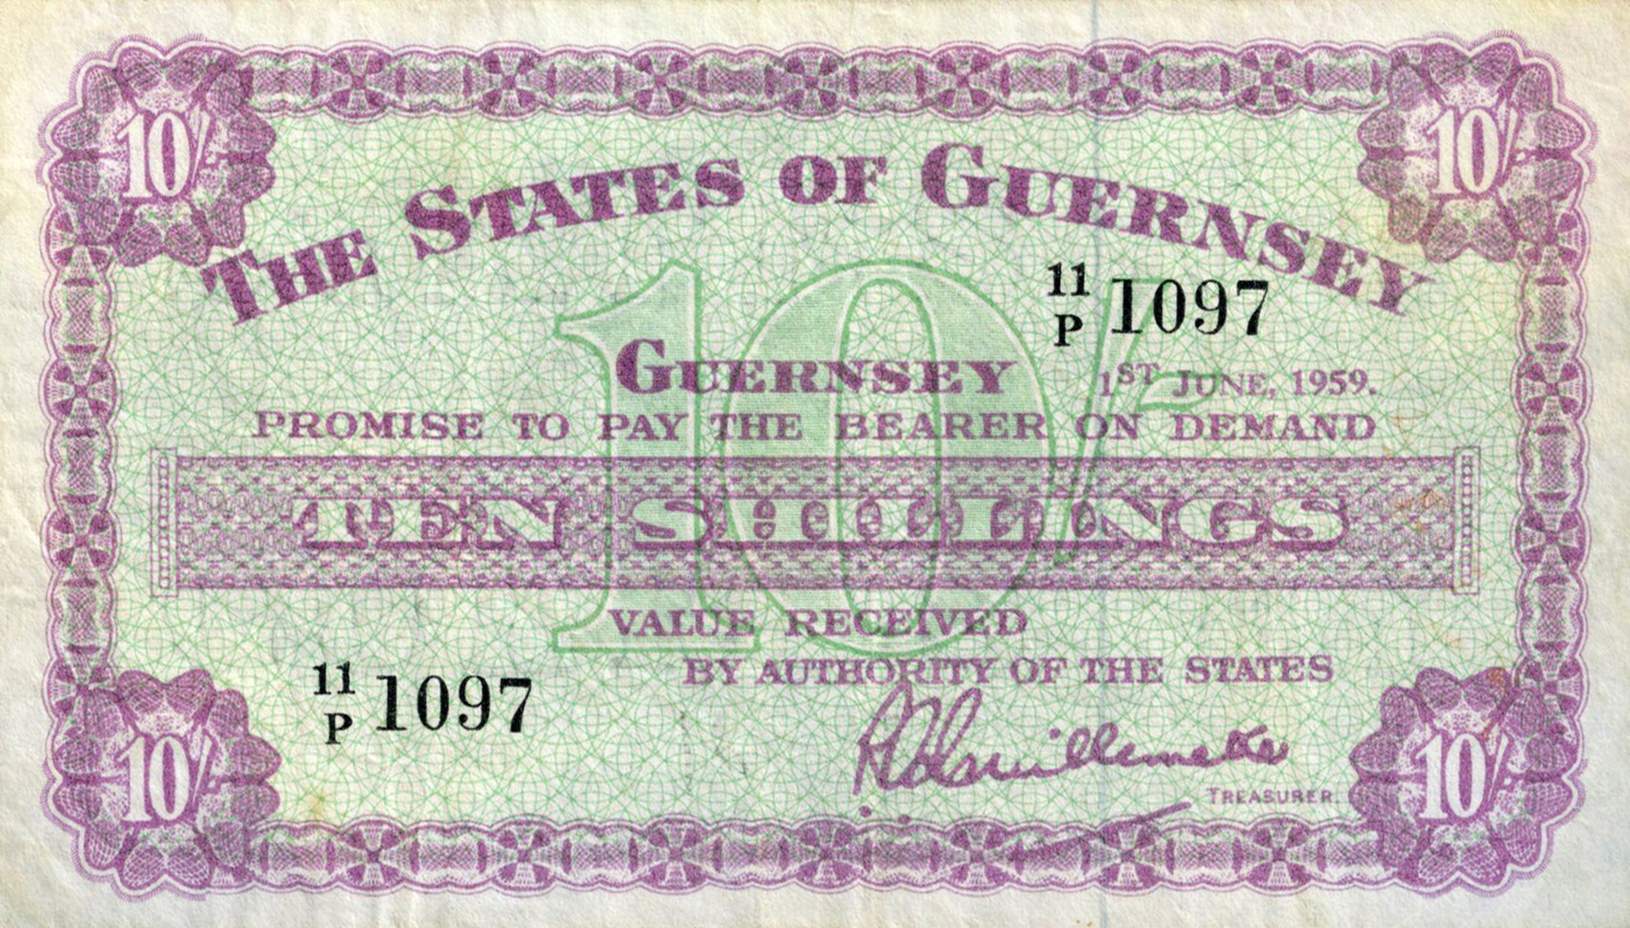 10/-
10/-
THE STATES OF GUERNSEY
11/P 1097
GUERNSEY 1ST JUNE, 1959.
PROMISE TO PAY THE BEARER ON DEMAND
10/-
TEN SHILLINGS
VALUE RECEIVED
BY AUTHORITY OF THE STATES
11/P 1097
TREASURER.
10/-
10/-